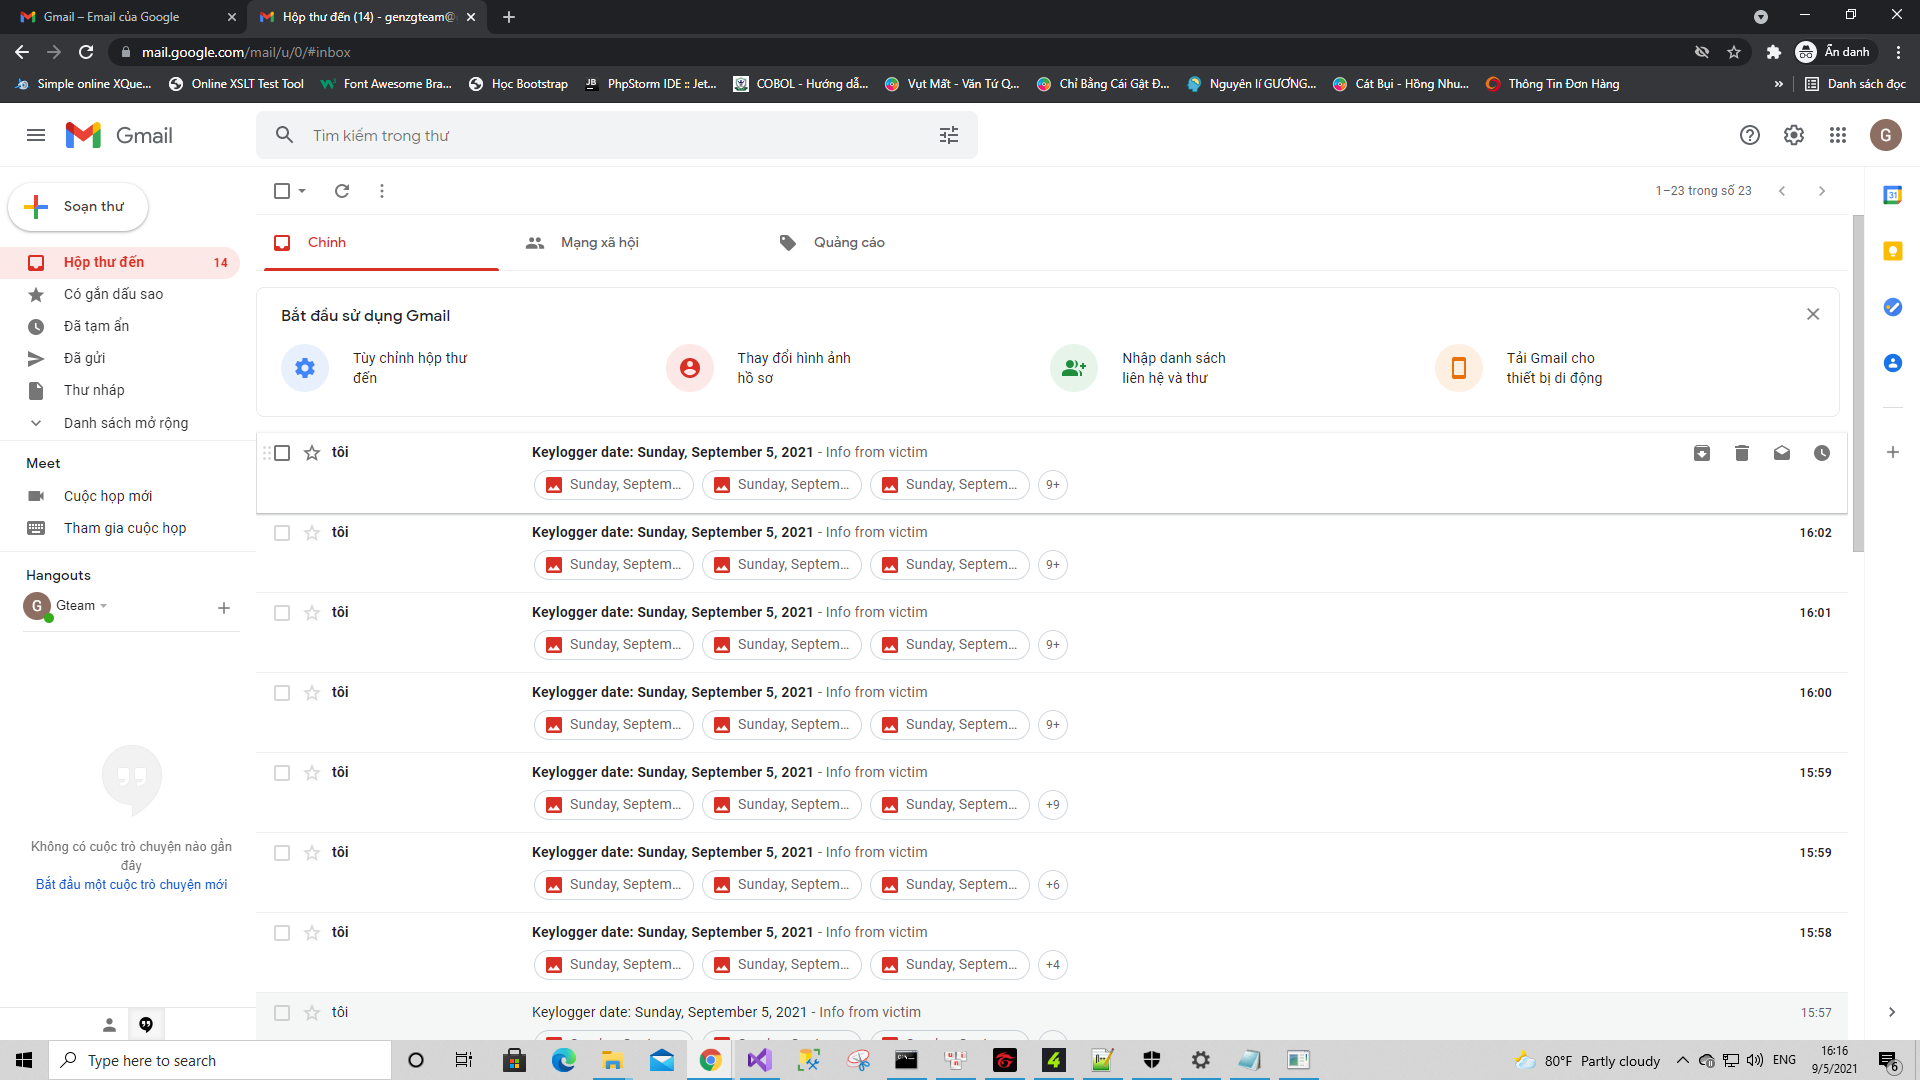 Gmail – Email của Google
Hộp thư đến (14) - genzgteam@
mail.google.com/mail/u/0/#inbox
Ẩn danh
Simple online XQue...
Online XSLT Test Tool
Font Awesome Bra...
Học Bootstrap
PhpStorm IDE :: Jet...
COBOL - Hướng dẫ...
Vụt Mất - Văn Tứ Q...
Chỉ Bằng Cái Gật Đ...
Nguyên lí GƯƠNG...
Cát Bụi - Hồng Nhu...
Thông Tin Đơn Hàng
»
Danh sách đọc
Gmail
Tìm kiếm trong thư
G
Soạn thư
1–23 trong số 23
31
Chính
Mạng xã hội
Quảng cáo
Hộp thư đến 14
Có gắn dấu sao
Đã tạm ẩn
Đã gửi
Thư nháp
Danh sách mở rộng
Bắt đầu sử dụng Gmail
Tùy chỉnh hộp thư
đến
Thay đổi hình ảnh
hồ sơ
Nhập danh sách
liên hệ và thư
Tải Gmail cho
thiết bị di động
Meet
Cuộc họp mới
Tham gia cuộc họp
Hangouts
G Gteam
Không có cuộc trò chuyện nào gần
đây
Bắt đầu một cuộc trò chuyện mới
tôi Keylogger date: Sunday, September 5, 2021 - Info from victim
Sunday, Septem... Sunday, Septem... Sunday, Septem... 9+
tôi Keylogger date: Sunday, September 5, 2021 - Info from victim 16:02
Sunday, Septem... Sunday, Septem... Sunday, Septem... 9+
tôi Keylogger date: Sunday, September 5, 2021 - Info from victim 16:01
Sunday, Septem... Sunday, Septem... Sunday, Septem... 9+
tôi Keylogger date: Sunday, September 5, 2021 - Info from victim 16:00
Sunday, Septem... Sunday, Septem... Sunday, Septem... 9+
tôi Keylogger date: Sunday, September 5, 2021 - Info from victim 15:59
Sunday, Septem... Sunday, Septem... Sunday, Septem... +9
tôi Keylogger date: Sunday, September 5, 2021 - Info from victim 15:59
Sunday, Septem... Sunday, Septem... Sunday, Septem... +6
tôi Keylogger date: Sunday, September 5, 2021 - Info from victim 15:58
Sunday, Septem... Sunday, Septem... Sunday, Septem... +4
tôi Keylogger date: Sunday, September 5, 2021 - Info from victim 15:57
Type here to search
80°F Partly cloudy
ENG
16:16
9/5/2021
6